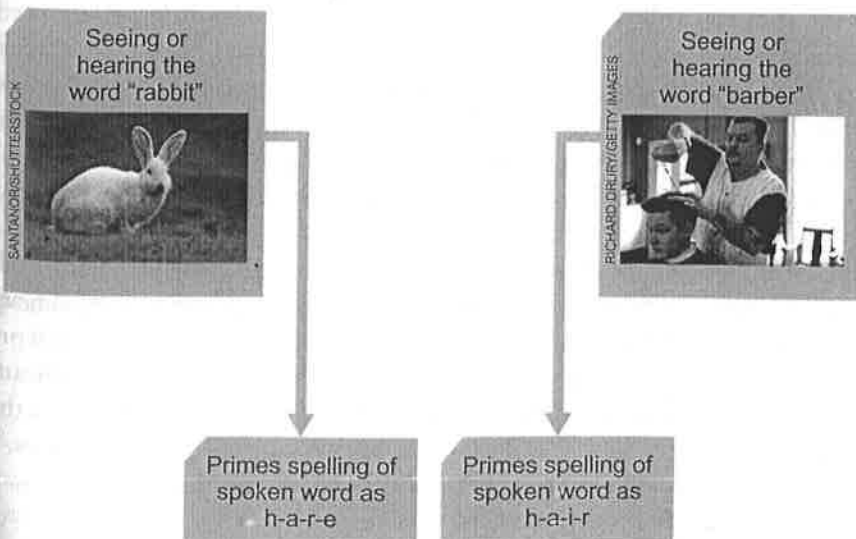 Seeing or
hearing the
word "rabbit"
SANTANOR/SHUTTERSTOCK
Seeing or
hearing the
word "barber"
RICHARD DRURY/GETTY IMAGES
Primes spelling of
spoken word as
h-a-r-e
Primes spelling of
spoken word as
h-a-i-r